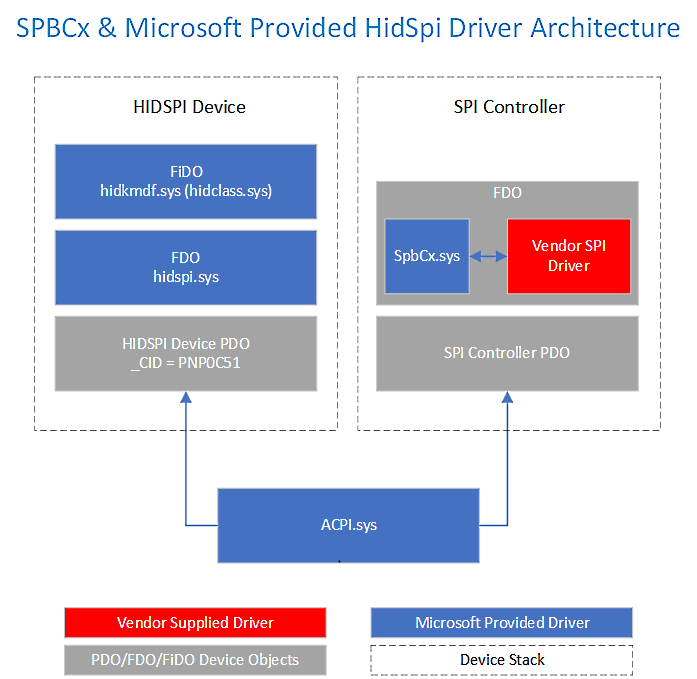 SPBCx & Microsoft Provided HidSpi Driver Architecture
HIDSPI Device
FiDO
hidkmdf.sys (hidclass.sys)
FDO
hidspi.sys
HIDSPI Device PDO
_CID = PNP0C51
SPI Controller
FDO
SpbCx.sys
Vendor SPI
Driver
SPI Controller PDO
ACPI.sys
Vendor Supplied Driver
Microsoft Provided Driver
PDO/FDO/FiDO Device Objects
Device Stack